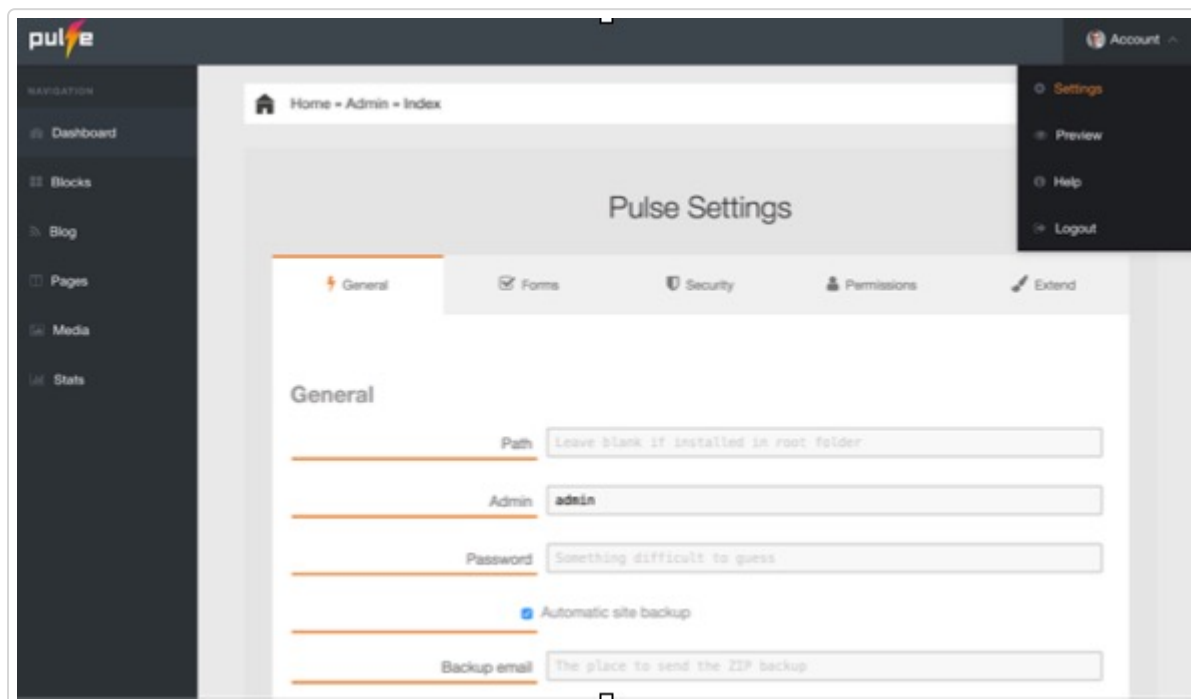 pulse
Account
NAVIGATION
Settings
Home - Admin - Index
Dashboard
Preview
Blocks
Help
Pulse Settings
Blog
Logout
Pages
General
Forms
Security
Permissions
Extend
Media
Stats
General
Path
Leave blank if installed in root folder
Admin
admin
Password
Something difficult to guess
Automatic site backup
Backup email
The place to send the ZIP backup